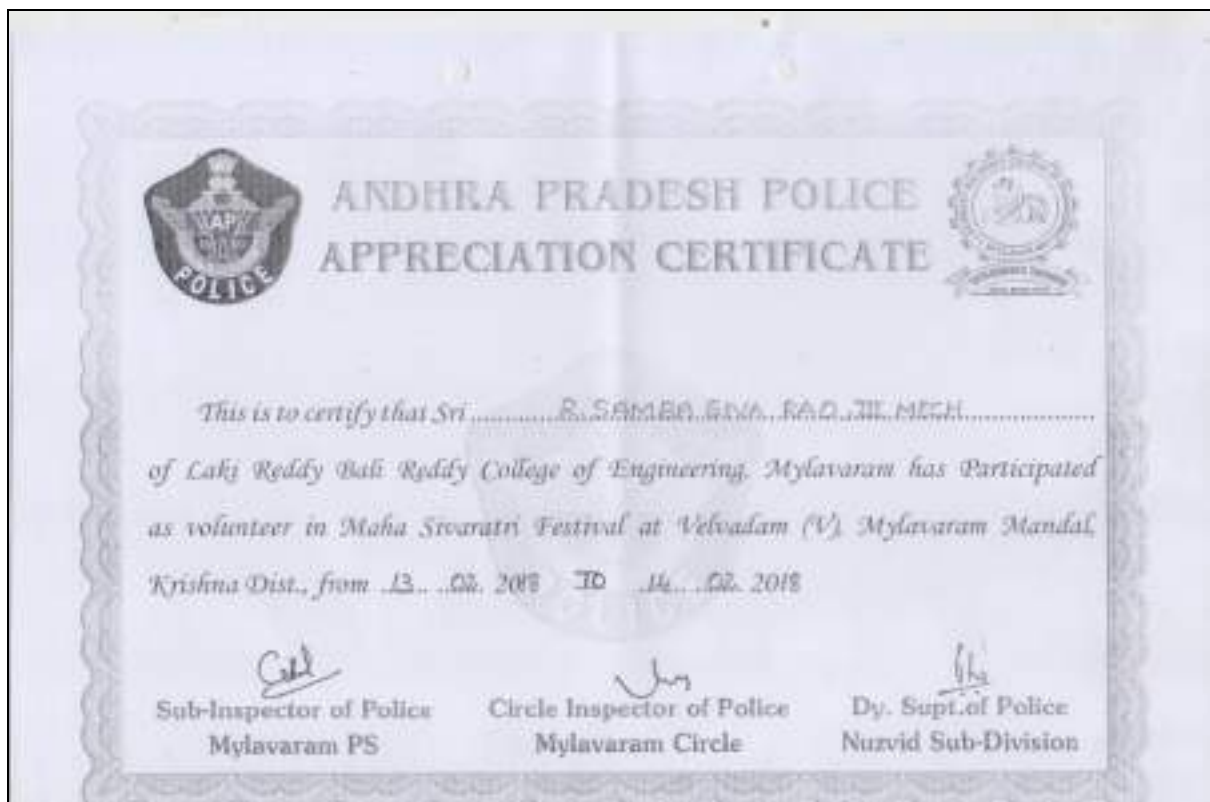 ANDHRA PRADESH POLICE
APPRECIATION CERTIFICATE
AP
POLICE
This is to certify that Sri ............ R. SAMBA SIVA RAO, III MECH ............
of Laki Reddy Bali Reddy College of Engineering, Mylavaram has Participated
as volunteer in Maha Sivaratri Festival at Velvadam (V), Mylavaram Mandal,
Krishna Dist., from 13.. .02. 2018 TO .14.. .02. 2018
Sub-Inspector of Police
Mylavaram PS
Circle Inspector of Police
Mylavaram Circle
Dy. Supt.of Police
Nuzvid Sub-Division